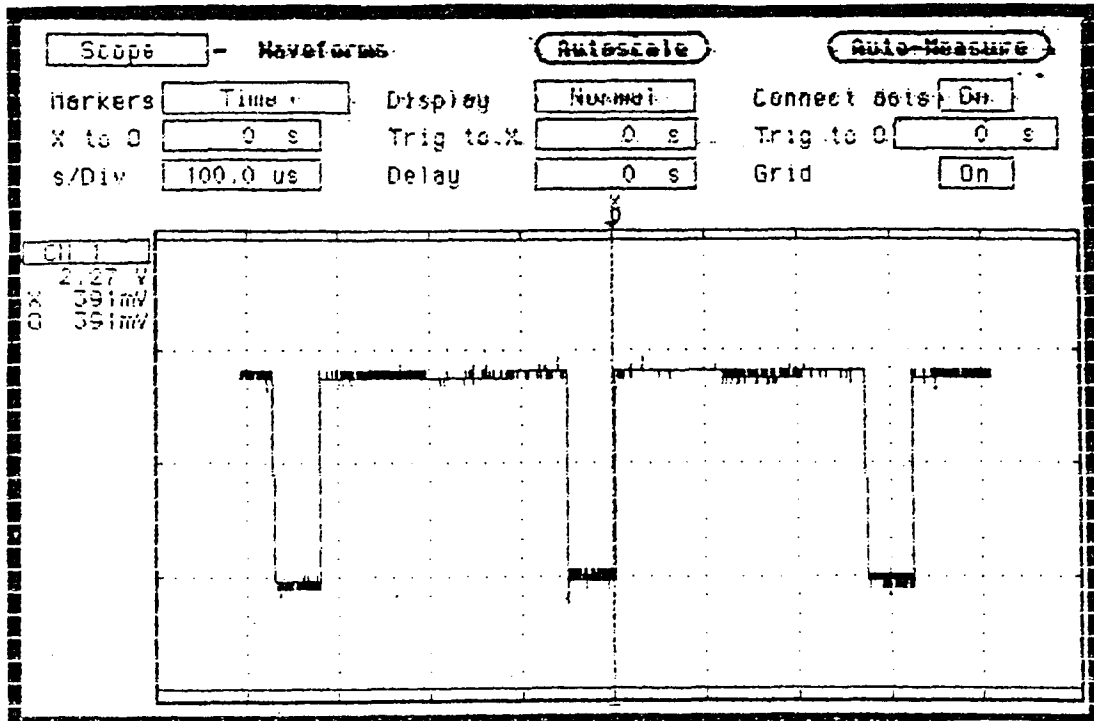 Scope - Waveforms Autoscale Auto-Measure
Markers Time Display Normal Connect dots On
X to O 0 s Trig to X 0 s Trig to O 0 s
s/Div 100.0 us Delay 0 s Grid On
X
O
CH 1
2.27 V
X 391mV
O 391mV